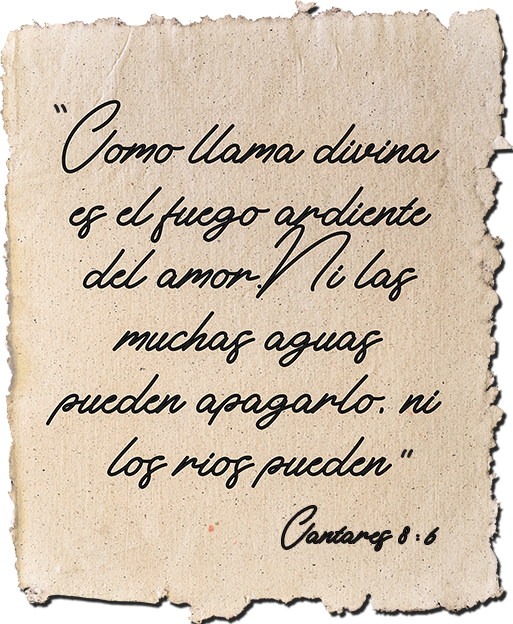 "Como llama divina
es el fuego ardiente
del amor. Ni las
muchas aguas
pueden apagarlo. ni
los rios pueden"
Cantares 8:6